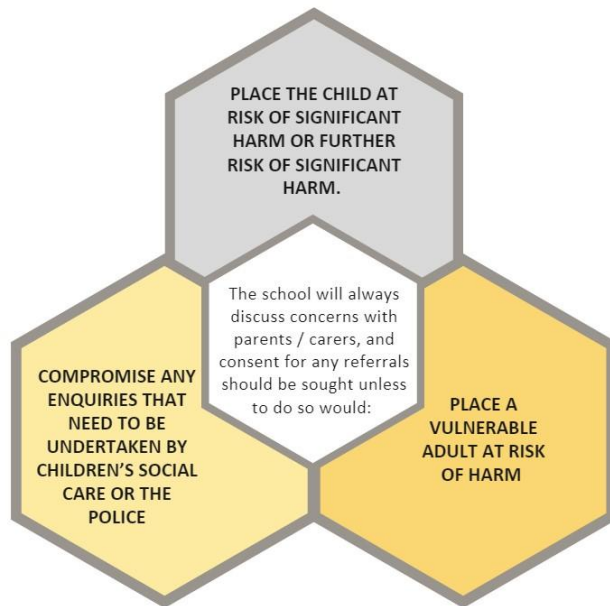 PLACE THE CHILD AT
RISK OF SIGNIFICANT
HARM OR FURTHER
RISK OF SIGNIFICANT
HARM.
The school will always
discuss concerns with
parents / carers, and
consent for any referrals
should be sought unless
to do so would:
COMPROMISE ANY
ENQUIRIES THAT
NEED TO BE
UNDERTAKEN BY
CHILDREN’S SOCIAL
CARE OR THE
POLICE
PLACE A
VULNERABLE
ADULT AT RISK
OF HARM